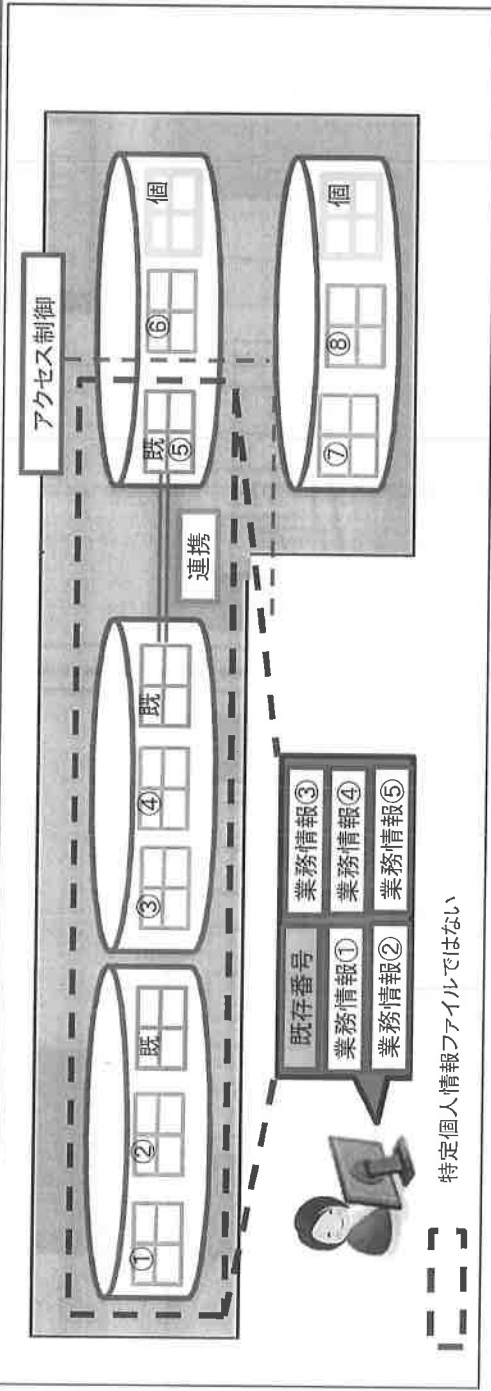 アクセス制御
① ② 既
③ ④ 既
連携
既 ⑤ ⑥ 個
⑦ ⑧ 個
既存番号 業務情報③
業務情報① 業務情報④
業務情報② 業務情報⑤
特定個人情報ファイルではない